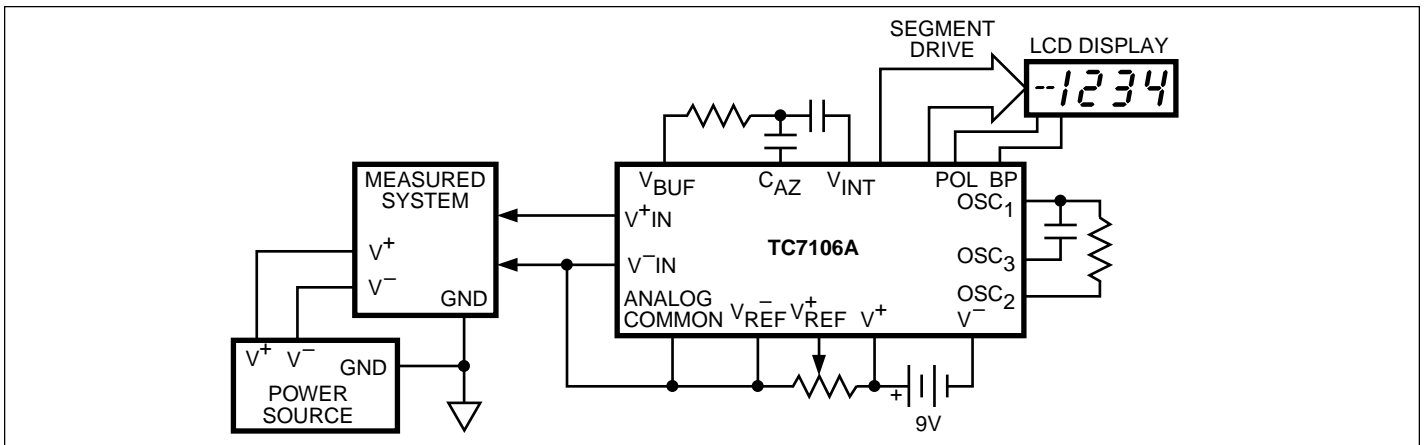 SEGMENT
DRIVE
LCD DISPLAY
--1234
MEASURED
SYSTEM
V+
V–
GND
V+
V–
GND
POWER
SOURCE
VBUF
CAZ
VINT
POL
BP
V+IN
V–IN
TC7106A
OSC1
OSC3
OSC2
ANALOG
COMMON
V–REF
V+REF
V+
V–
+
9V